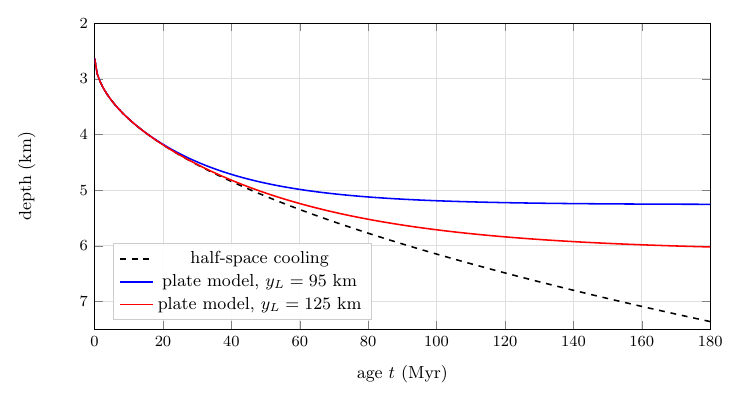 2
3
4
5
6
7
depth (km)
half-space cooling
plate model, y_L = 95 km
plate model, y_L = 125 km
0 20 40 60 80 100 120 140 160 180
age t (Myr)